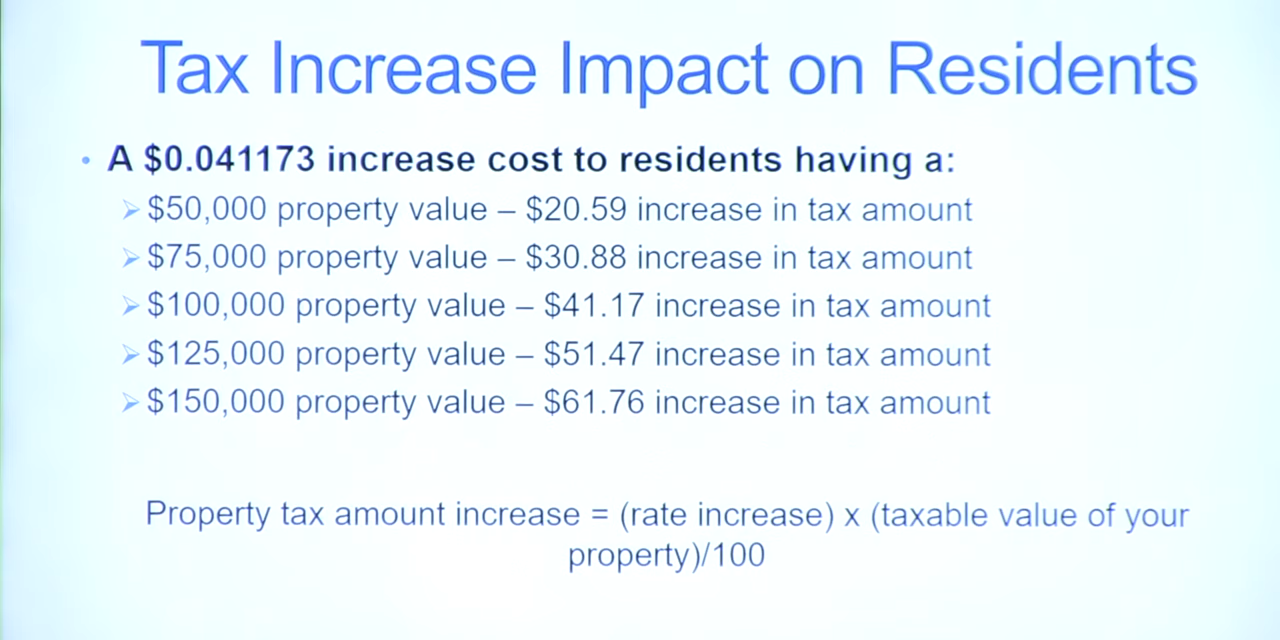 Tax Increase Impact on Residents
• A $0.041173 increase cost to residents having a:
➢ $50,000 property value – $20.59 increase in tax amount
➢ $75,000 property value – $30.88 increase in tax amount
➢ $100,000 property value – $41.17 increase in tax amount
➢ $125,000 property value – $51.47 increase in tax amount
➢ $150,000 property value – $61.76 increase in tax amount
Property tax amount increase = (rate increase) x (taxable value of your
property)/100